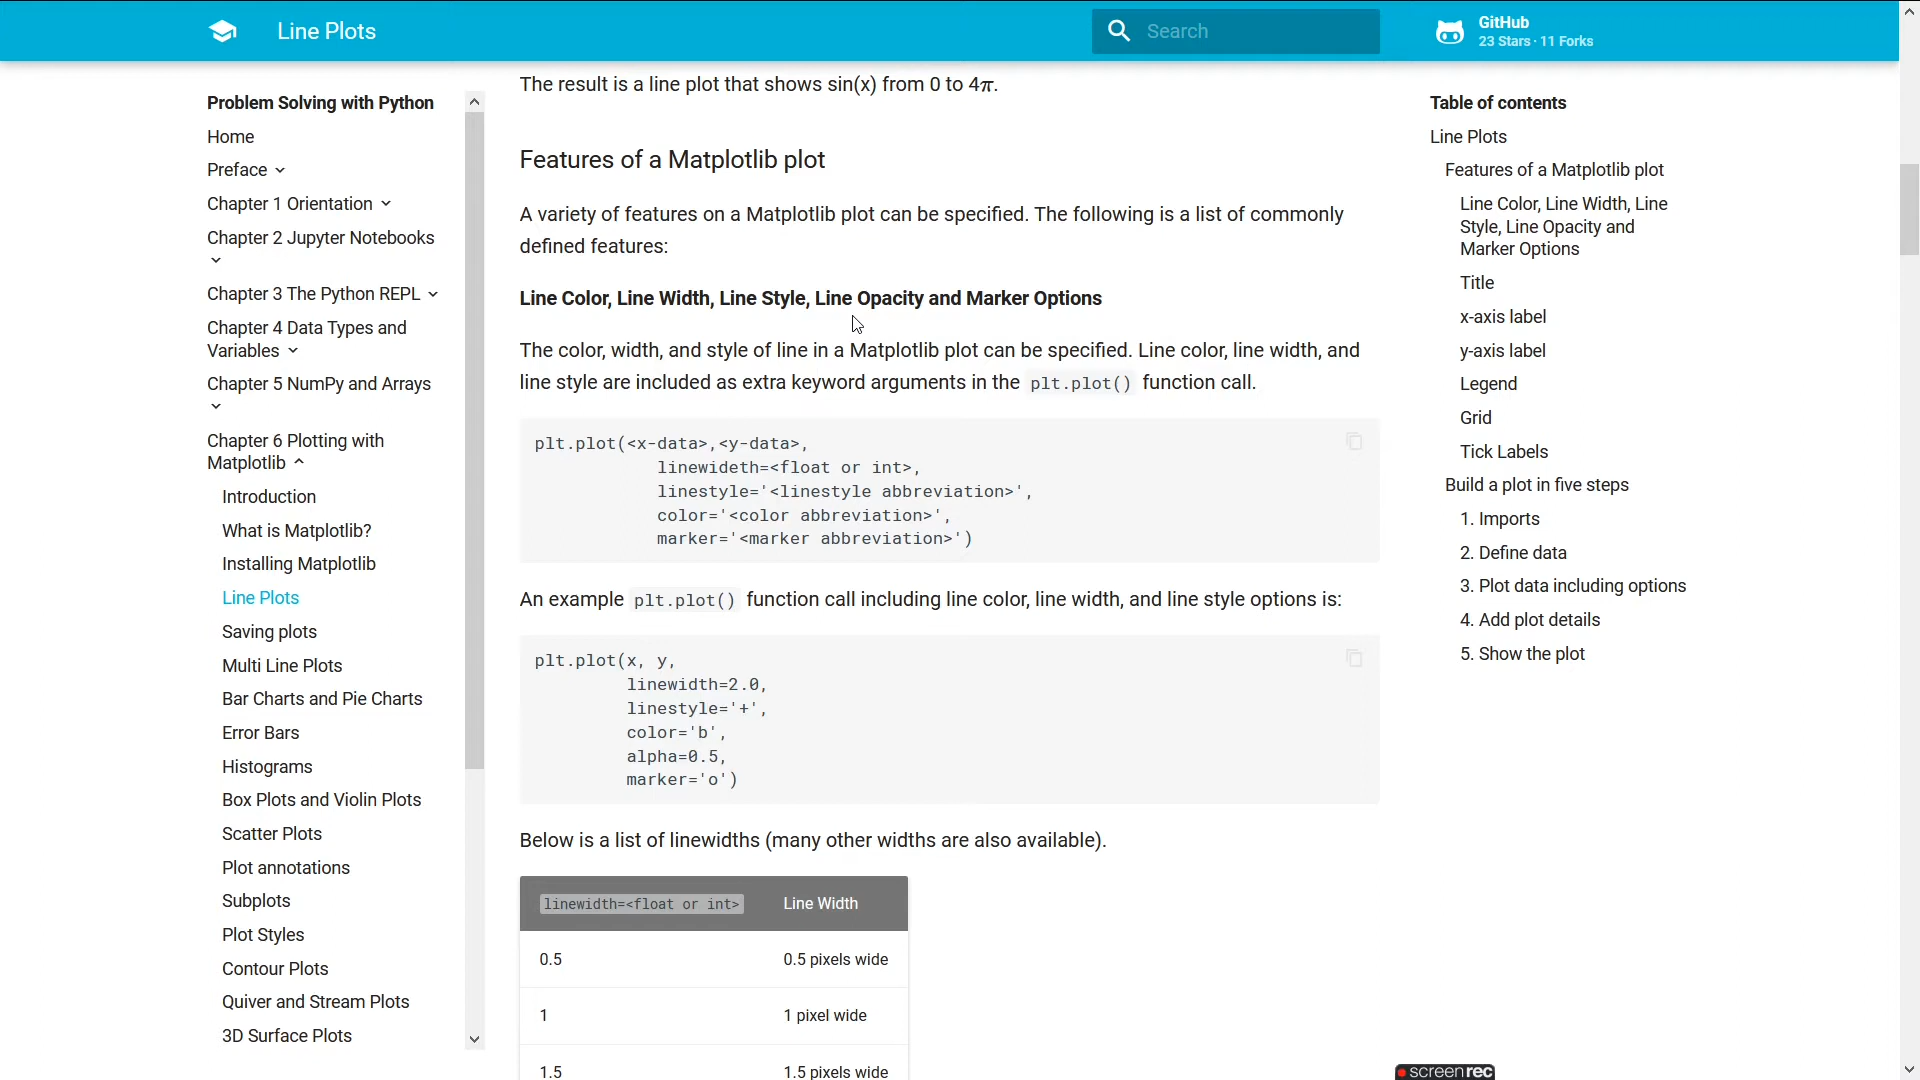 Line Plots
Search
GitHub
23 Stars · 11 Forks
Problem Solving with Python
Home
Preface
Chapter 1 Orientation
Chapter 2 Jupyter Notebooks
Chapter 3 The Python REPL
Chapter 4 Data Types and
Variables
Chapter 5 NumPy and Arrays
Chapter 6 Plotting with
Matplotlib
Introduction
What is Matplotlib?
Installing Matplotlib
Line Plots
Saving plots
Multi Line Plots
Bar Charts and Pie Charts
Error Bars
Histograms
Box Plots and Violin Plots
Scatter Plots
Plot annotations
Subplots
Plot Styles
Contour Plots
Quiver and Stream Plots
3D Surface Plots
The result is a line plot that shows sin(x) from 0 to 4π.
Features of a Matplotlib plot
A variety of features on a Matplotlib plot can be specified. The following is a list of commonly
defined features:
Line Color, Line Width, Line Style, Line Opacity and Marker Options
The color, width, and style of line in a Matplotlib plot can be specified. Line color, line width, and
line style are included as extra keyword arguments in the plt.plot() function call.
plt.plot(<x-data>,<y-data>,
linewideth=<float or int>,
linestyle='<linestyle abbreviation>',
color='<color abbreviation>',
marker='<marker abbreviation>')
An example plt.plot() function call including line color, line width, and line style options is:
plt.plot(x, y,
linewidth=2.0,
linestyle='+',
color='b',
alpha=0.5,
marker='o')
Below is a list of linewidths (many other widths are also available).
linewidth=<float or int> Line Width
0.5 0.5 pixels wide
1 1 pixel wide
1.5 1.5 pixels wide
Table of contents
Line Plots
Features of a Matplotlib plot
Line Color, Line Width, Line
Style, Line Opacity and
Marker Options
Title
x-axis label
y-axis label
Legend
Grid
Tick Labels
Build a plot in five steps
1. Imports
2. Define data
3. Plot data including options
4. Add plot details
5. Show the plot
screenrec